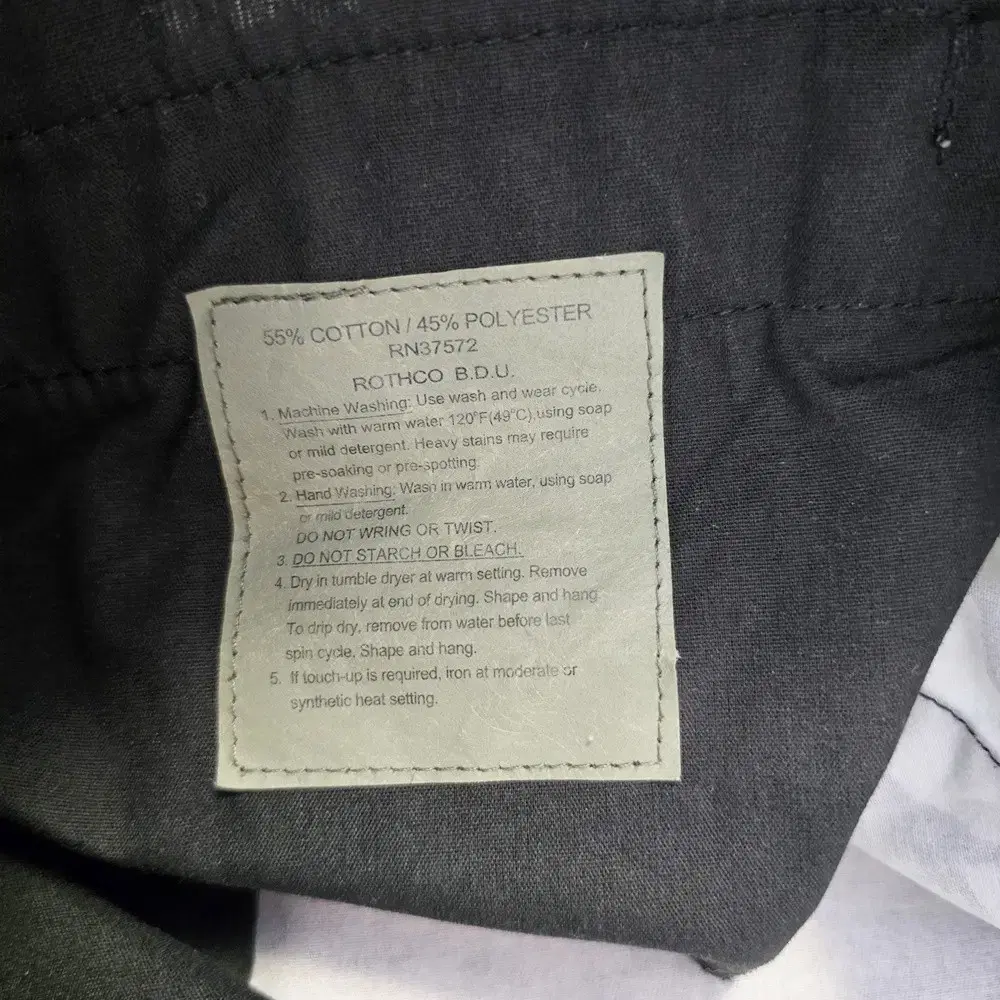 55% COTTON / 45% POLYESTER
RN37572
ROTHCO B.D.U.
1. Machine Washing: Use wash and wear cycle.
Wash with warm water 120°F(49°C),using soap
or mild detergent. Heavy stains may require
pre-soaking or pre-spotting.
2. Hand Washing: Wash in warm water, using soap
or mild detergent.
DO NOT WRING OR TWIST.
3. DO NOT STARCH OR BLEACH.
4. Dry in tumble dryer at warm setting. Remove
immediately at end of drying. Shape and hang.
To drip dry, remove from water before last
spin cycle. Shape and hang.
5. If touch-up is required, iron at moderate or
synthetic heat setting.